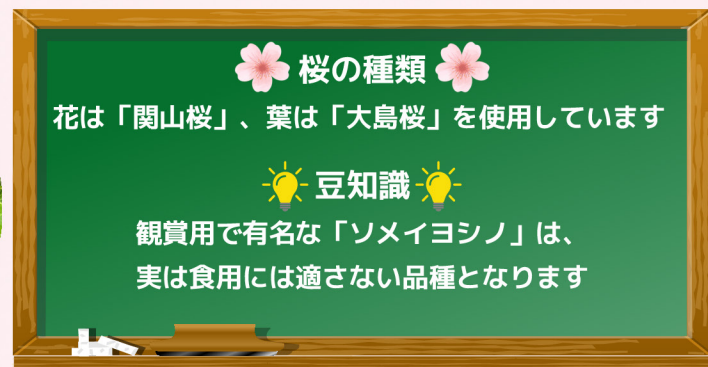 桜の種類
花は「関山桜」、葉は「大島桜」を使用しています
豆知識
観賞用で有名な「ソメイヨシノ」は、
実は食用には適さない品種となります